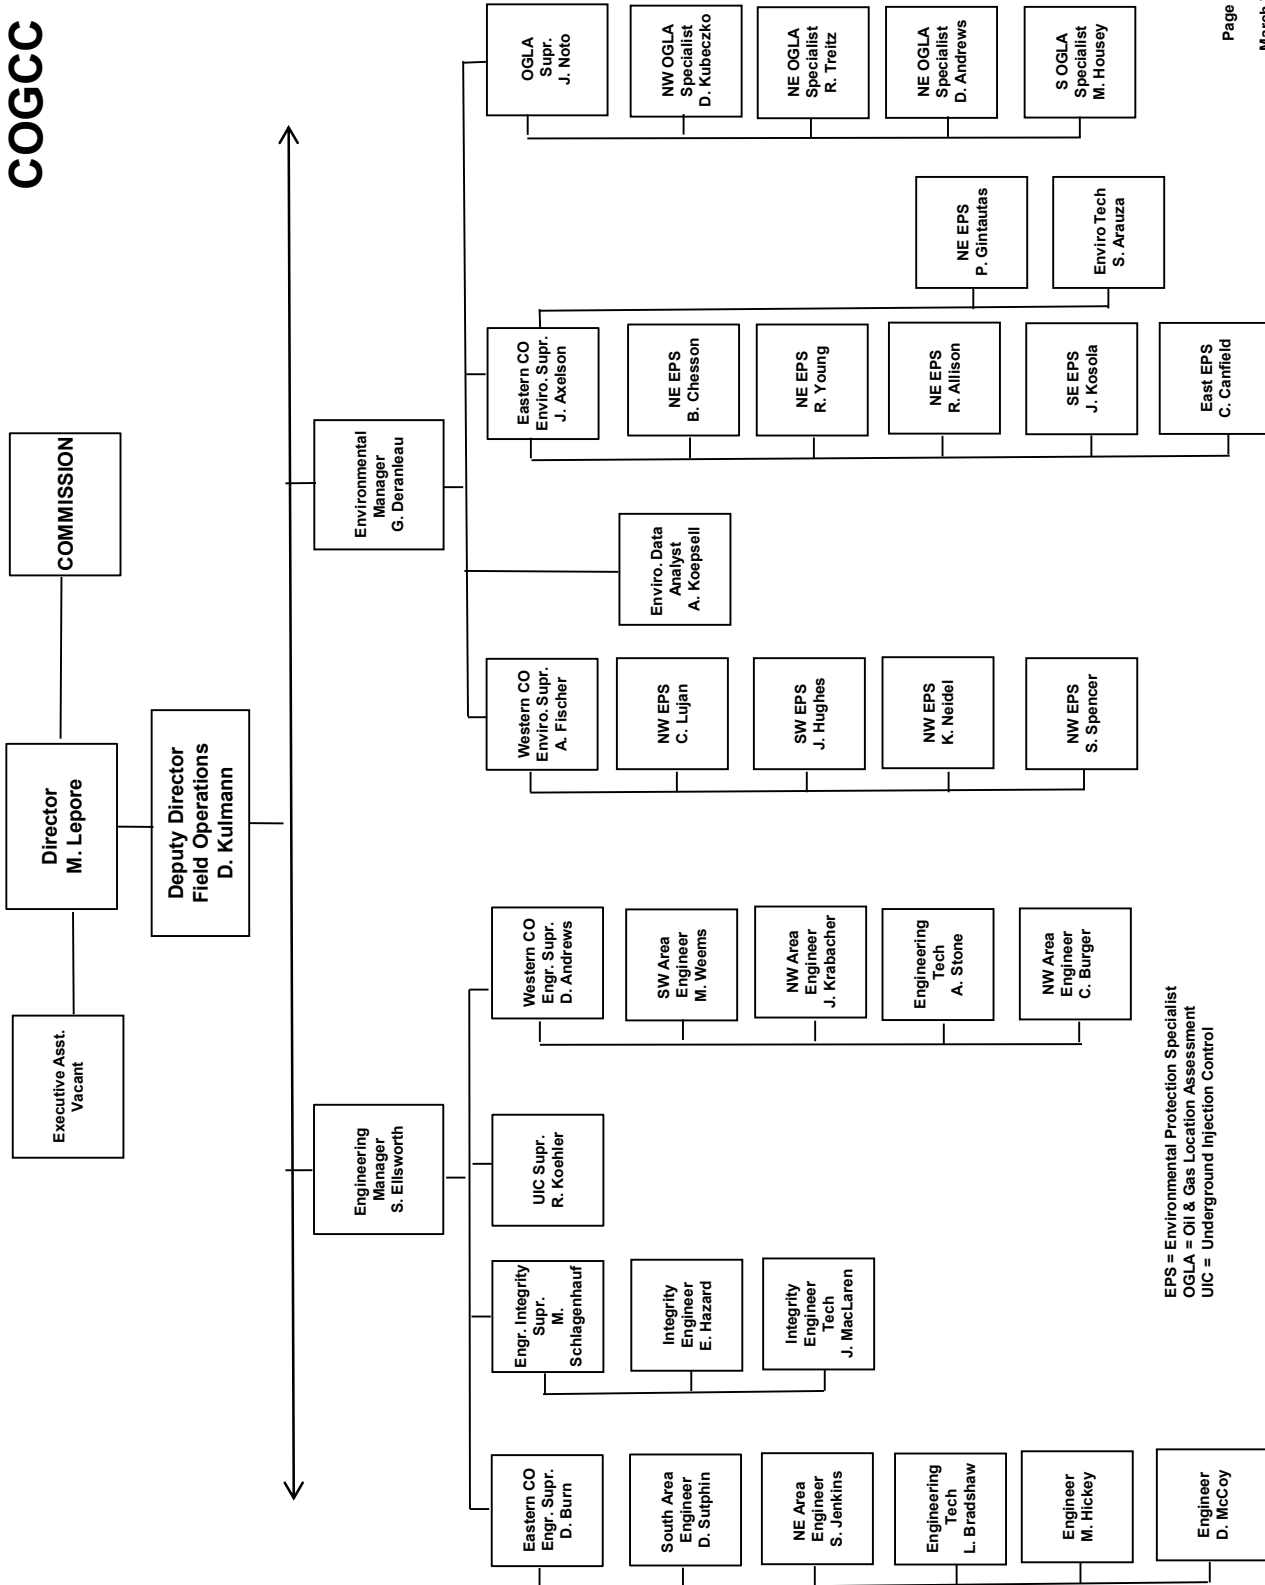 COGCC
Executive Asst.
Vacant
Director
M. Lepore
COMMISSION
Deputy Director
Field Operations
D. Kulmann
Engineering
Manager
S. Ellsworth
Environmental
Manager
G. Deranleau
Eastern CO
Engr. Supr.
D. Burn
South Area
Engineer
D. Sutphin
NE Area
Engineer
S. Jenkins
Engineering
Tech
L. Bradshaw
Engineer
M. Hickey
Engineer
D. McCoy
Engr. Integrity
Supr.
M.
Schlagenhauf
Integrity
Engineer
E. Hazard
Integrity
Engineer
Tech
J. MacLaren
UIC Supr.
R. Koehler
Western CO
Engr. Supr.
D. Andrews
SW Area
Engineer
M. Weems
NW Area
Engineer
J. Krabacher
Engineering
Tech
A. Stone
NW Area
Engineer
C. Burger
Western CO
Enviro. Supr.
A. Fischer
NW EPS
C. Lujan
SW EPS
J. Hughes
NW EPS
K. Neidel
NW EPS
S. Spencer
Enviro. Data
Analyst
A. Koepsell
Eastern CO
Enviro. Supr.
J. Axelson
NE EPS
B. Chesson
NE EPS
R. Young
NE EPS
R. Allison
SE EPS
J. Kosola
East EPS
C. Canfield
NE EPS
P. Gintautas
Enviro Tech
S. Arauza
OGLA
Supr.
J. Noto
NW OGLA
Specialist
D. Kubeczko
NE OGLA
Specialist
R. Treitz
NE OGLA
Specialist
D. Andrews
S OGLA
Specialist
M. Housey
EPS = Environmental Protection Specialist
OGLA = Oil & Gas Location Assessment
UIC = Underground Injection Control
Page
March